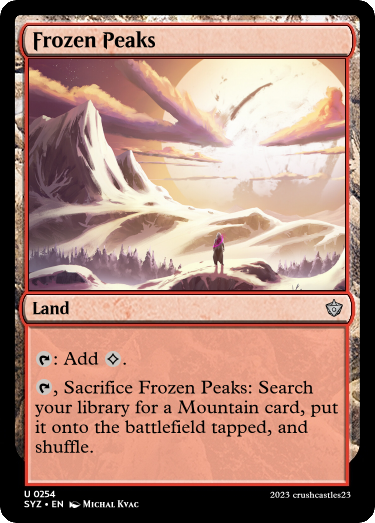 Frozen Peaks
Land
: Add .
, Sacrifice Frozen Peaks: Search
your library for a Mountain card, put
it onto the battlefield tapped, and
shuffle.
U 0254
SYZ • EN Michal Kvac
2023 crushcastles23